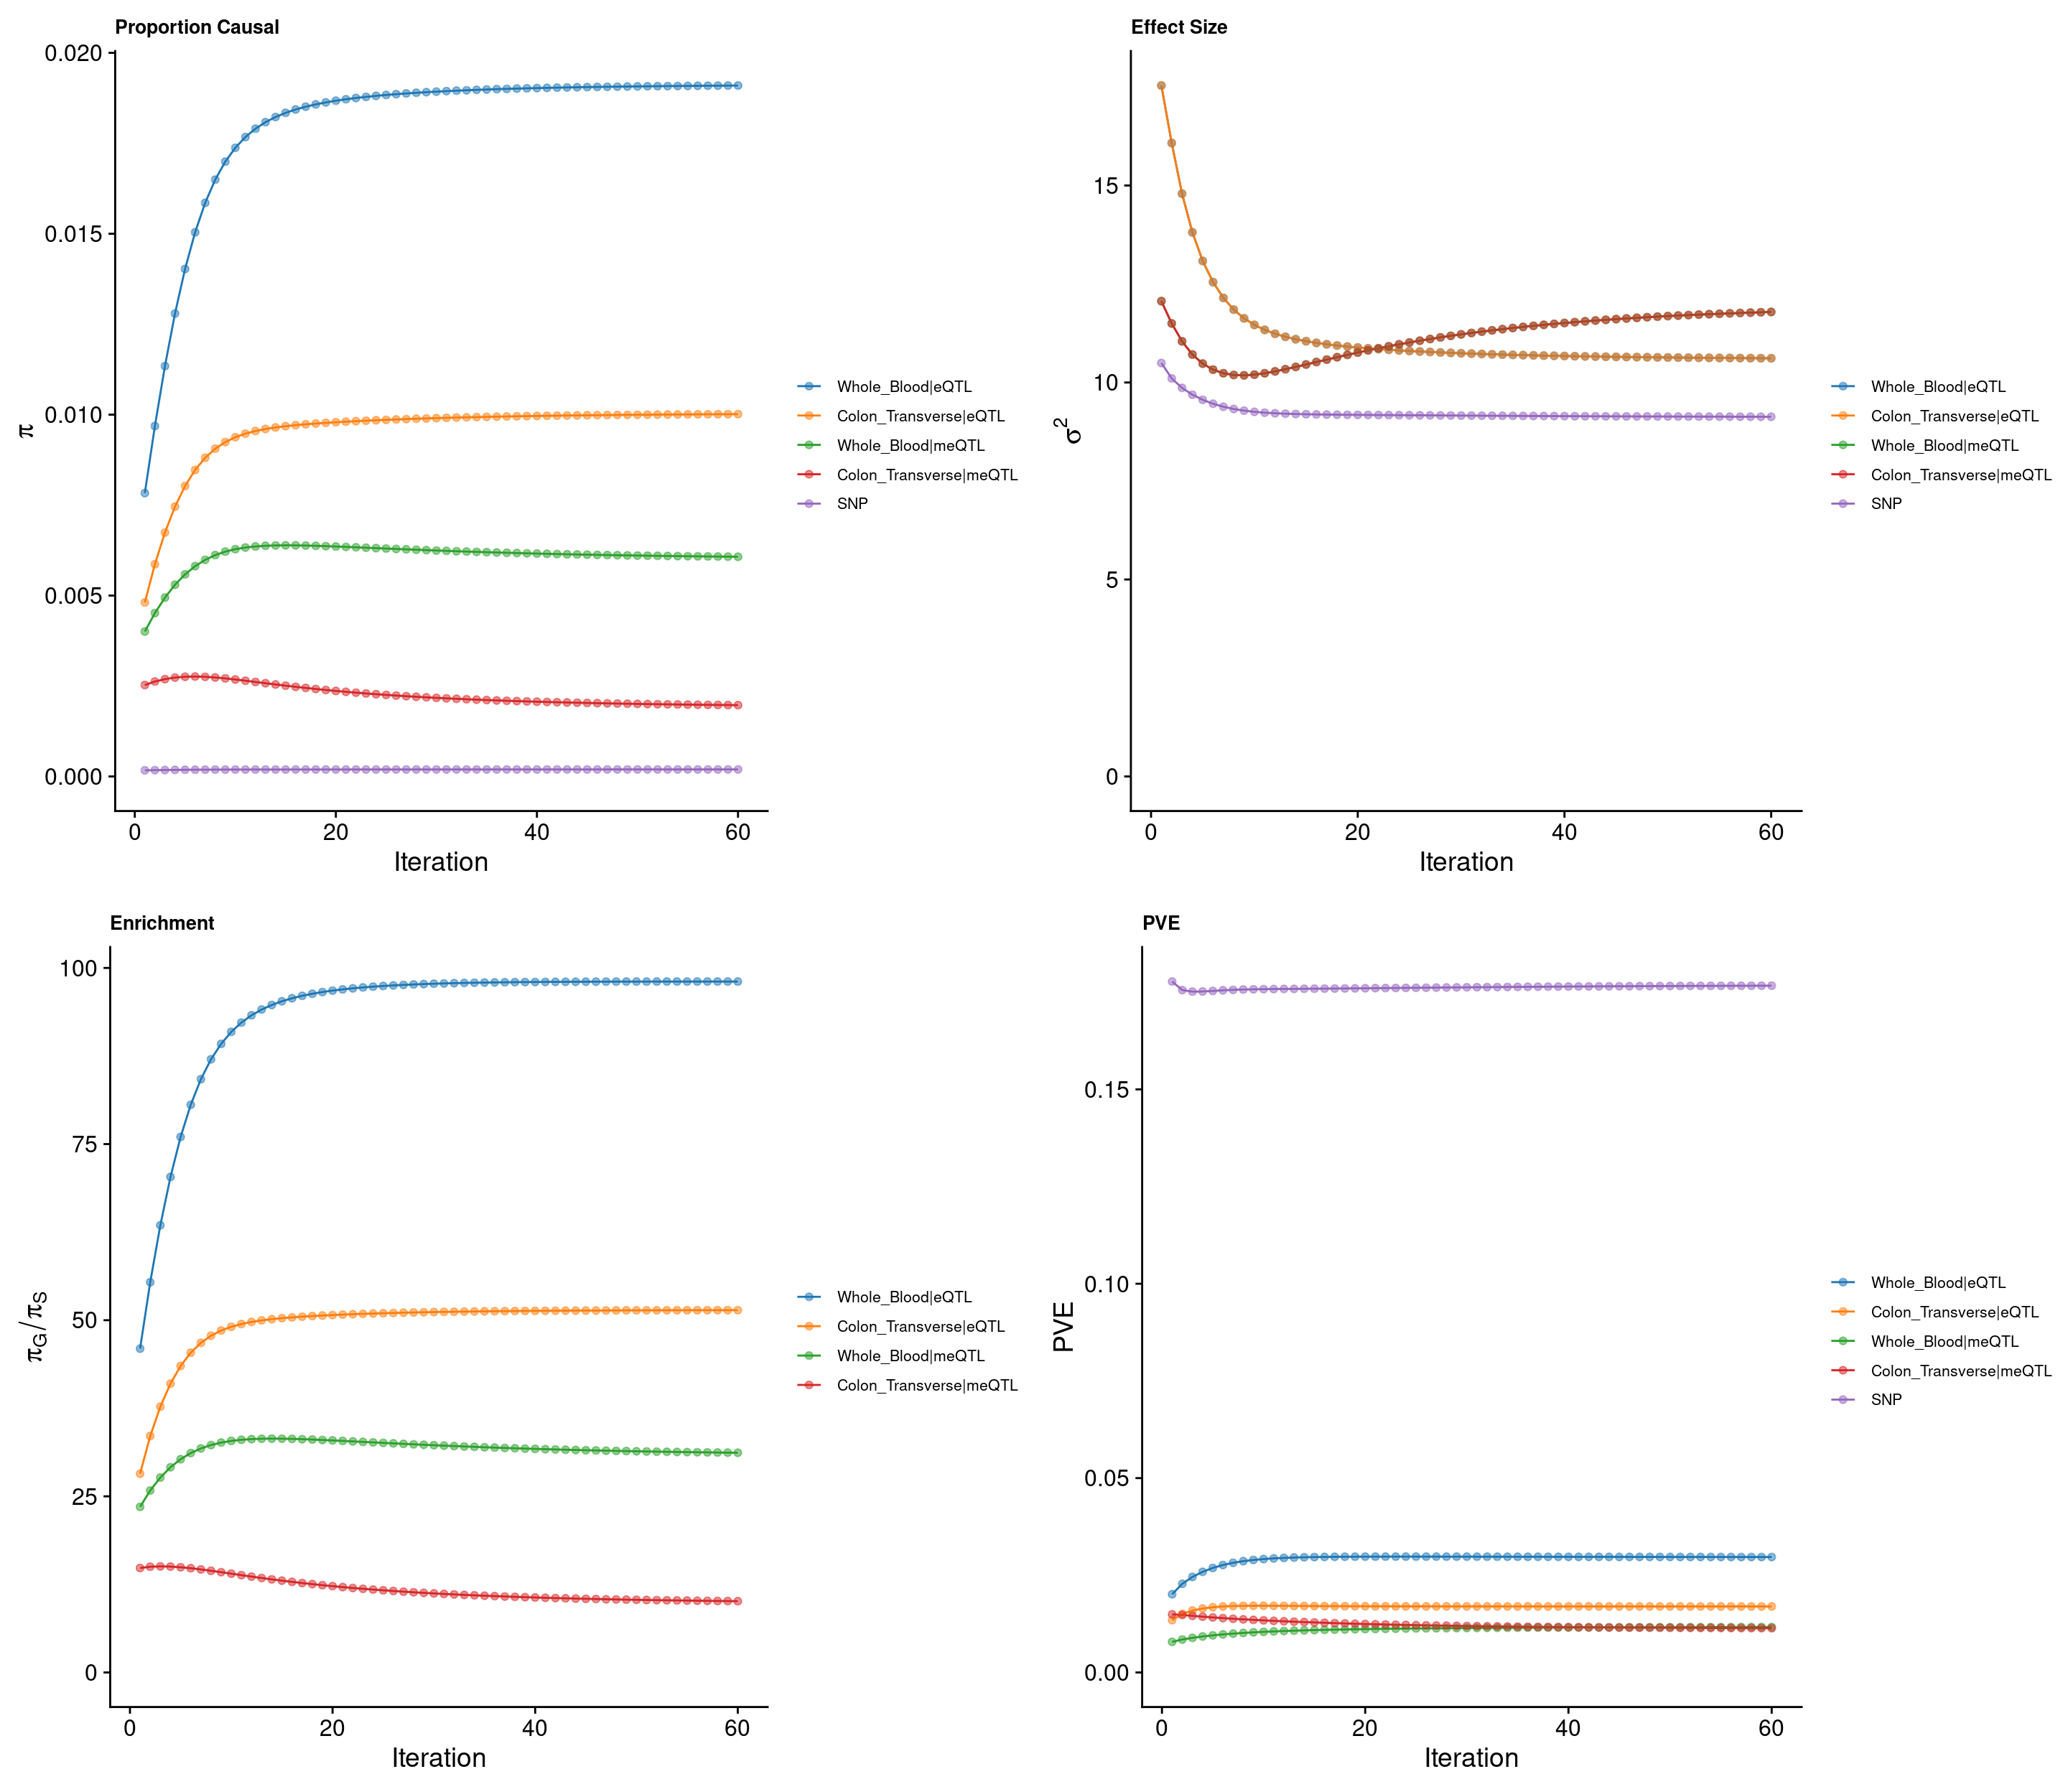 Proportion Causal
0.020
0.015
0.010
0.005
0.000
π
0 20 40 60
Iteration
Whole_Blood|eQTL
Colon_Transverse|eQTL
Whole_Blood|meQTL
Colon_Transverse|meQTL
SNP
Effect Size
15
10
5
0
σ²
0 20 40 60
Iteration
Whole_Blood|eQTL
Colon_Transverse|eQTL
Whole_Blood|meQTL
Colon_Transverse|meQTL
SNP
Enrichment
100
75
50
25
0
π_G/π_S
0 20 40 60
Iteration
Whole_Blood|eQTL
Colon_Transverse|eQTL
Whole_Blood|meQTL
Colon_Transverse|meQTL
PVE
0.15
0.10
0.05
0.00
PVE
0 20 40 60
Iteration
Whole_Blood|eQTL
Colon_Transverse|eQTL
Whole_Blood|meQTL
Colon_Transverse|meQTL
SNP